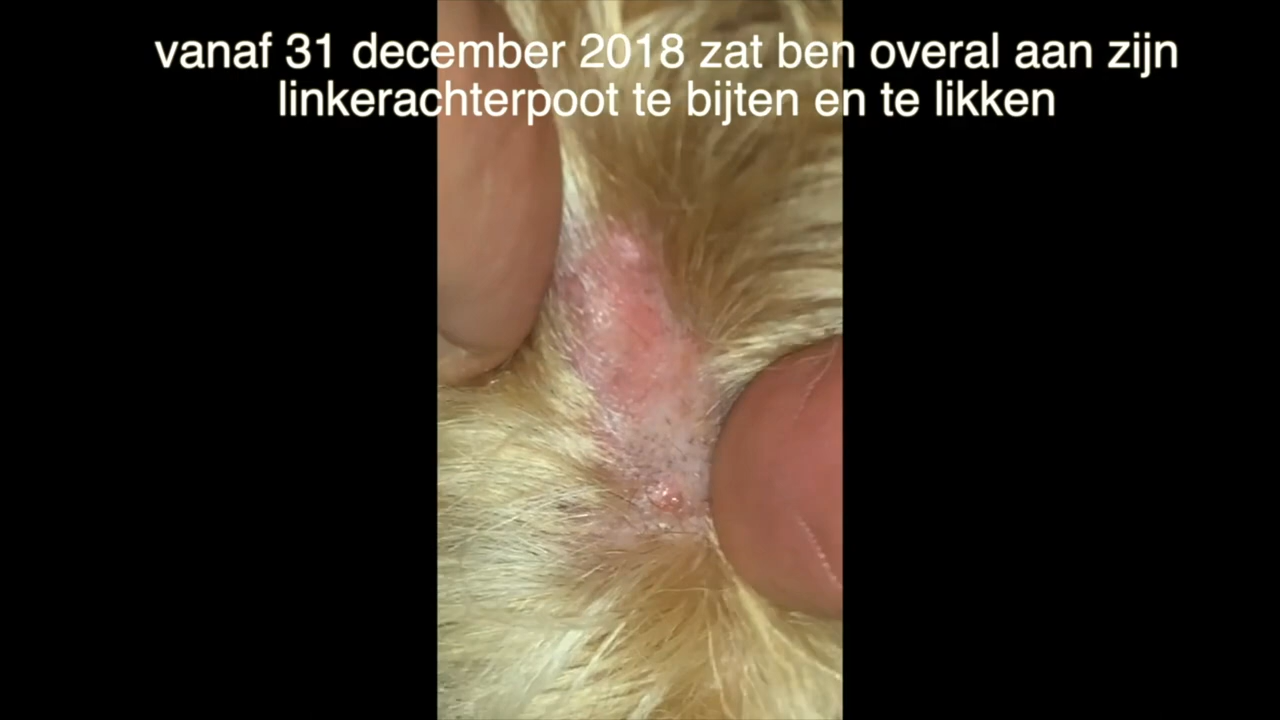 vanaf 31 december 2018 zat ben overal aan zijn
linkerachterpoot te bijten en te likken